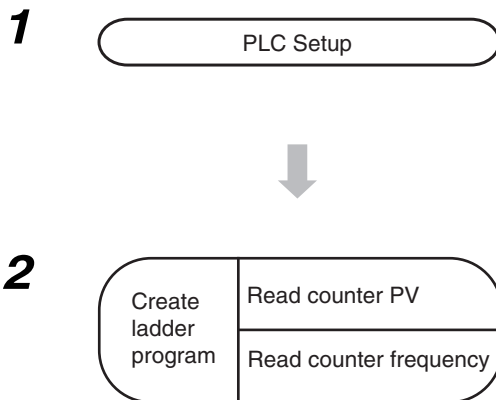 1
PLC Setup
2
Create
ladder
program
Read counter PV
Read counter frequency